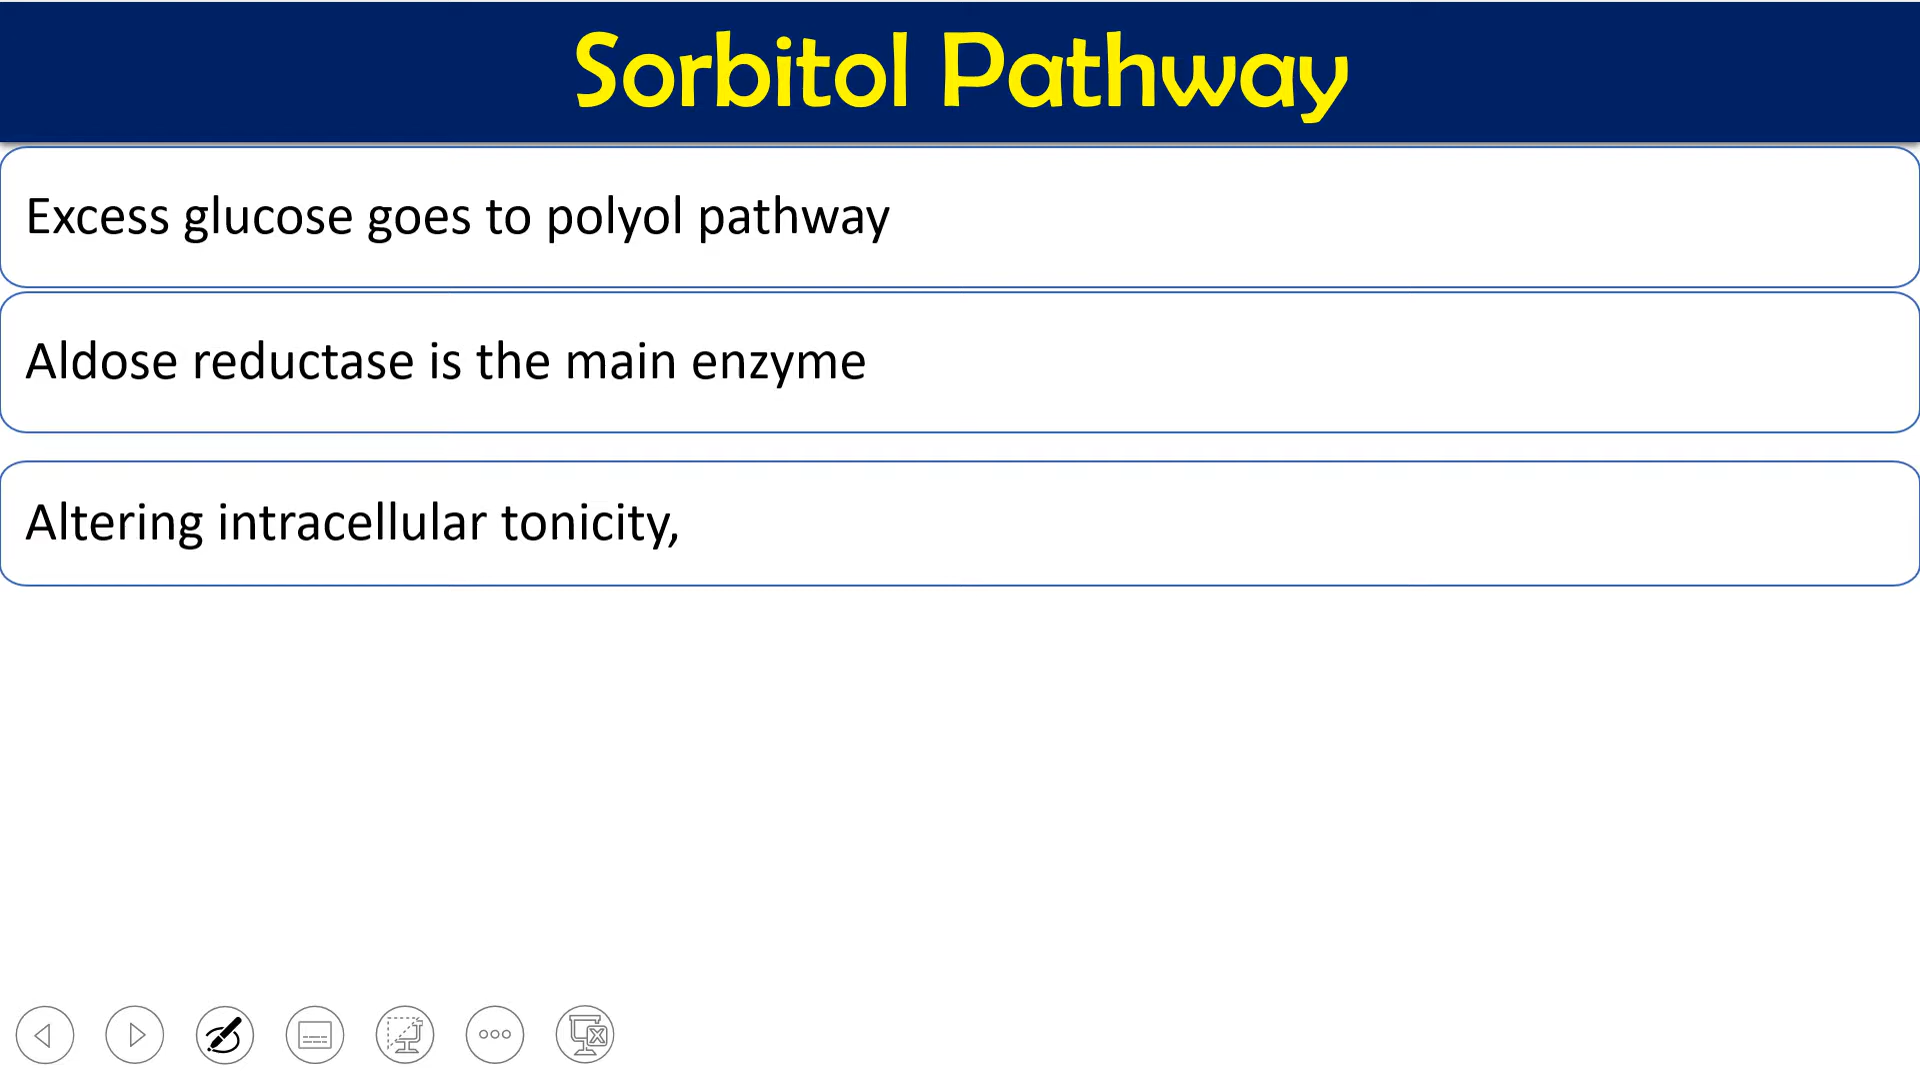 Sorbitol Pathway
Excess glucose goes to polyol pathway
Aldose reductase is the main enzyme
Altering intracellular tonicity,